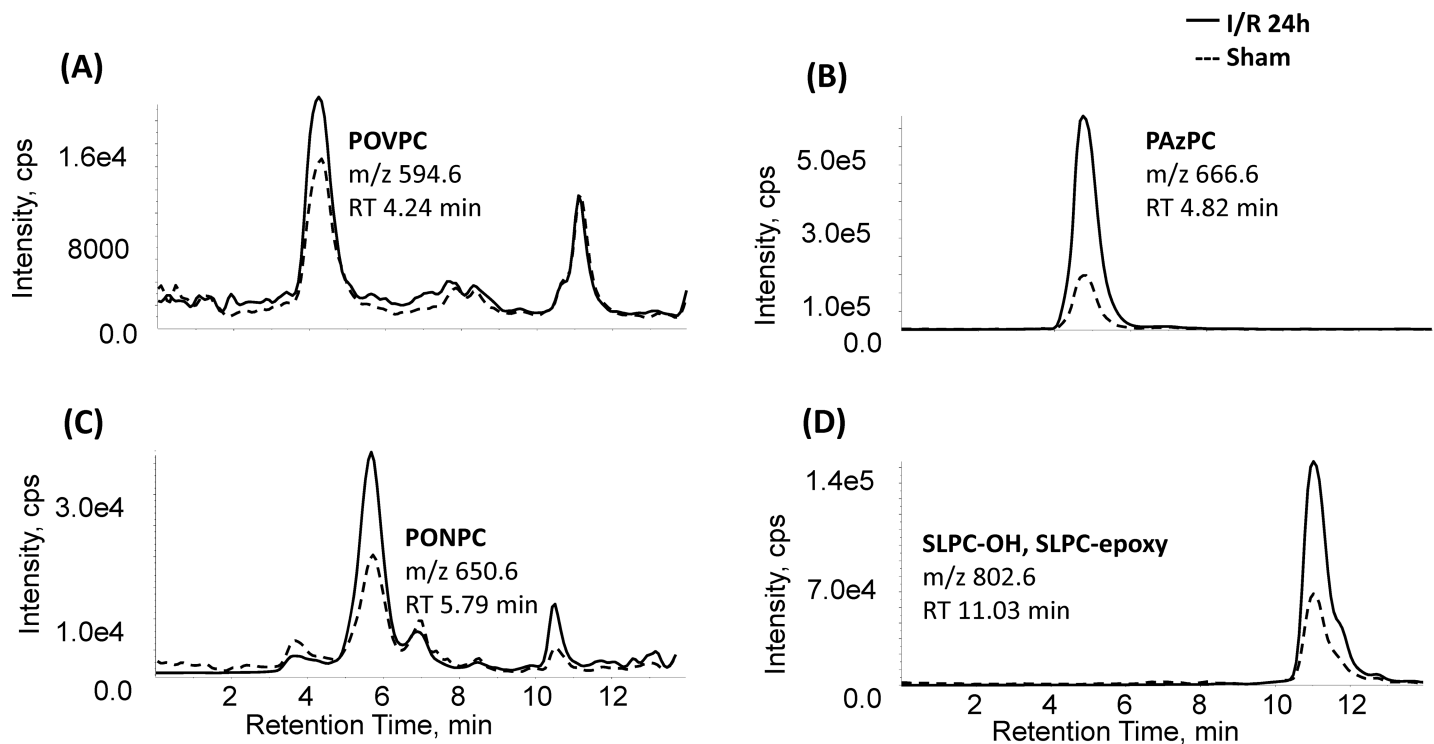 I/R 24h
Sham
(A)
Intensity, cps
1.6e4
8000
0.0
POVPC
m/z 594.6
RT 4.24 min
(B)
Intensity, cps
5.0e5
3.0e5
1.0e5
0.0
PAzPC
m/z 666.6
RT 4.82 min
(C)
Intensity, cps
3.0e4
1.0e4
0.0
PONPC
m/z 650.6
RT 5.79 min
2 4 6 8 10 12
Retention Time, min
(D)
Intensity, cps
1.4e5
7.0e4
0.0
SLPC-OH, SLPC-epoxy
m/z 802.6
RT 11.03 min
2 4 6 8 10 12
Retention Time, min